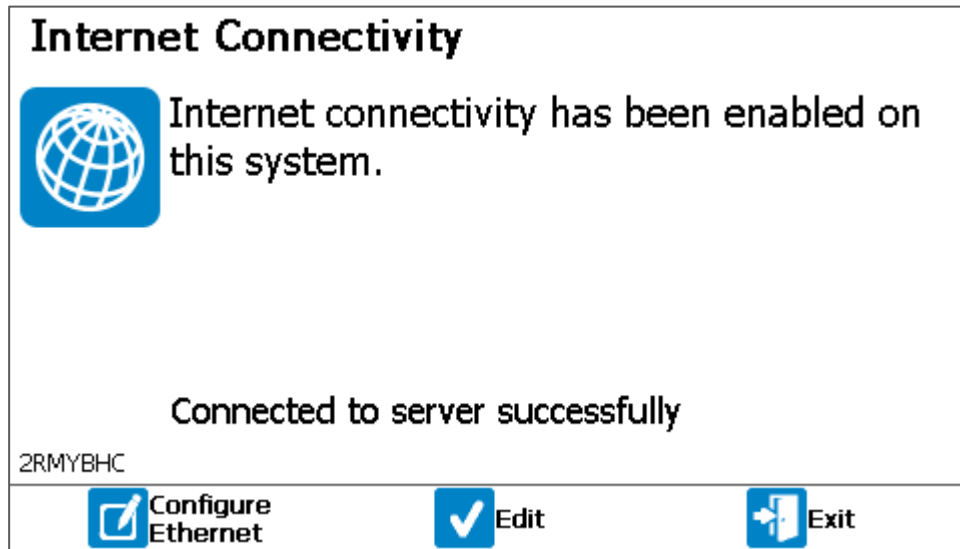 Internet Connectivity
Internet connectivity has been enabled on
this system.
Connected to server successfully
2RMYBHC
Configure
Ethernet
Edit
Exit